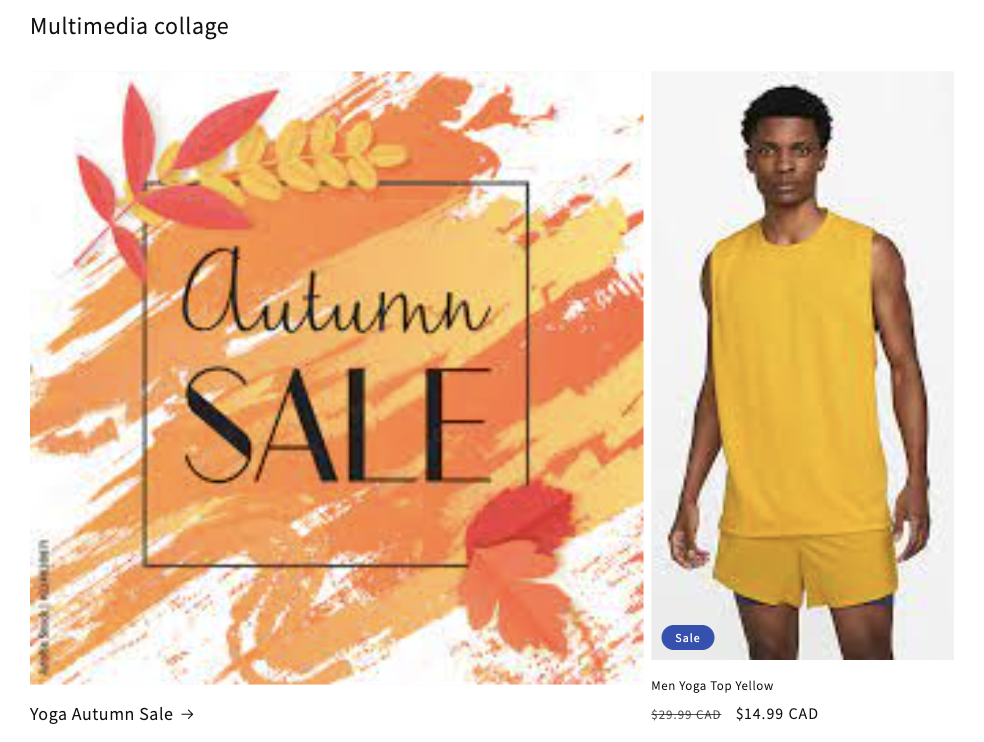 Multimedia collage
Autumn
SALE
Sale
Yoga Autumn Sale →
Men Yoga Top Yellow
$29.99 CAD $14.99 CAD